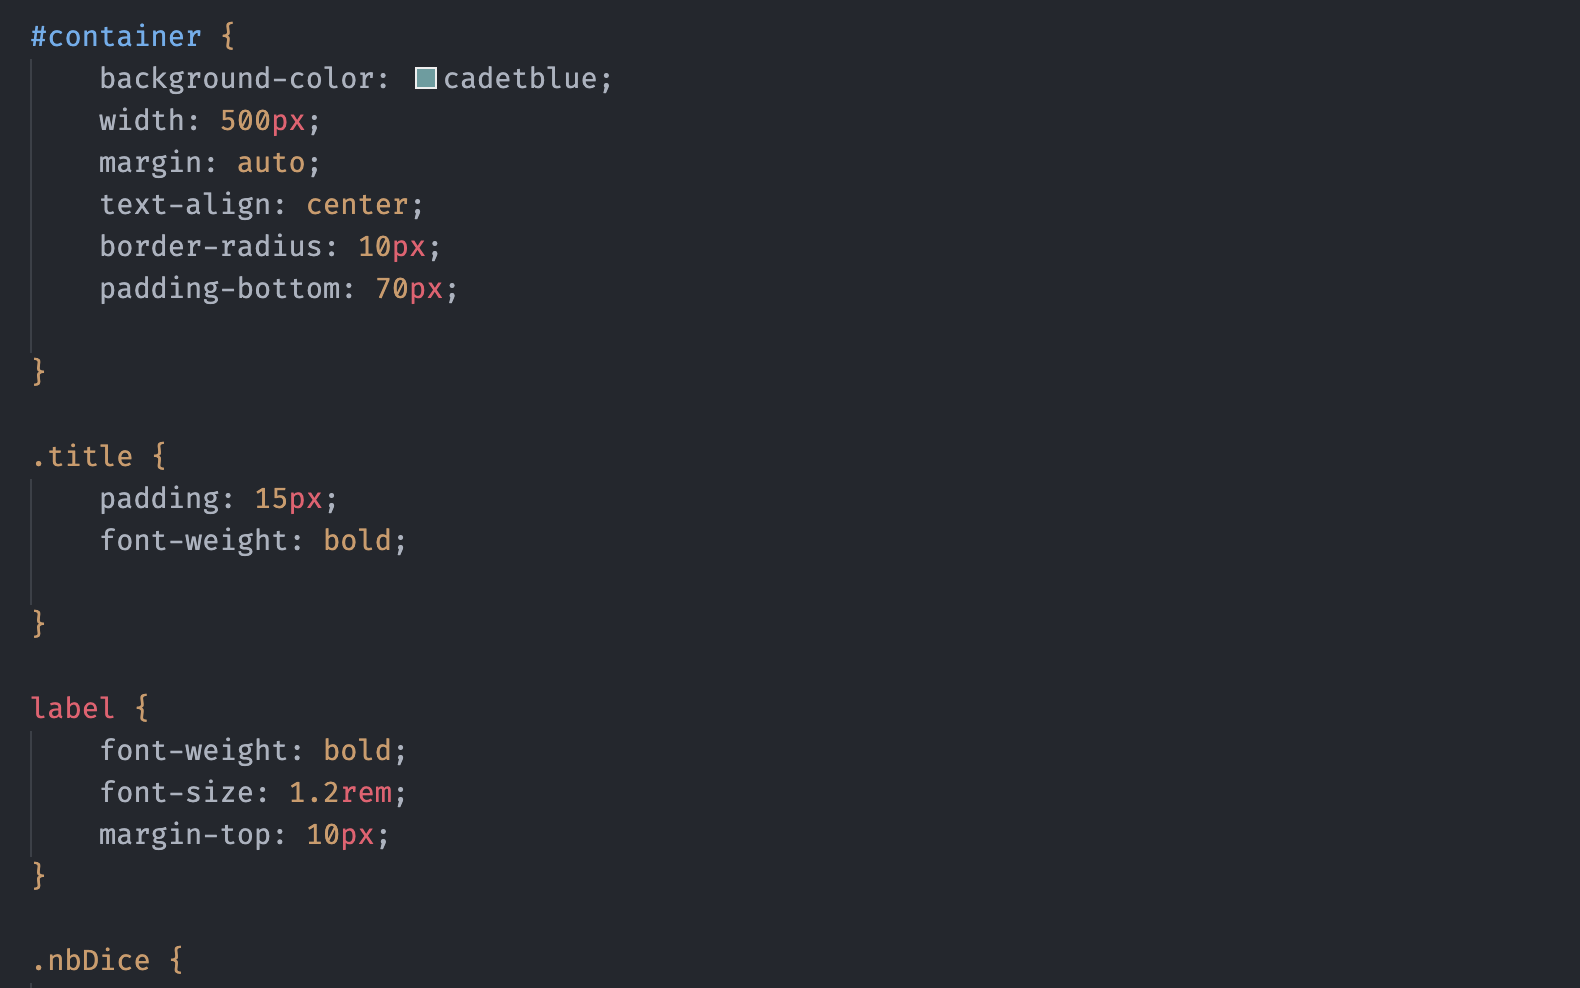 #container {
    background-color: cadetblue;
    width: 500px;
    margin: auto;
    text-align: center;
    border-radius: 10px;
    padding-bottom: 70px;

}

.title {
    padding: 15px;
    font-weight: bold;

}

label {
    font-weight: bold;
    font-size: 1.2rem;
    margin-top: 10px;
}

.nbDice {